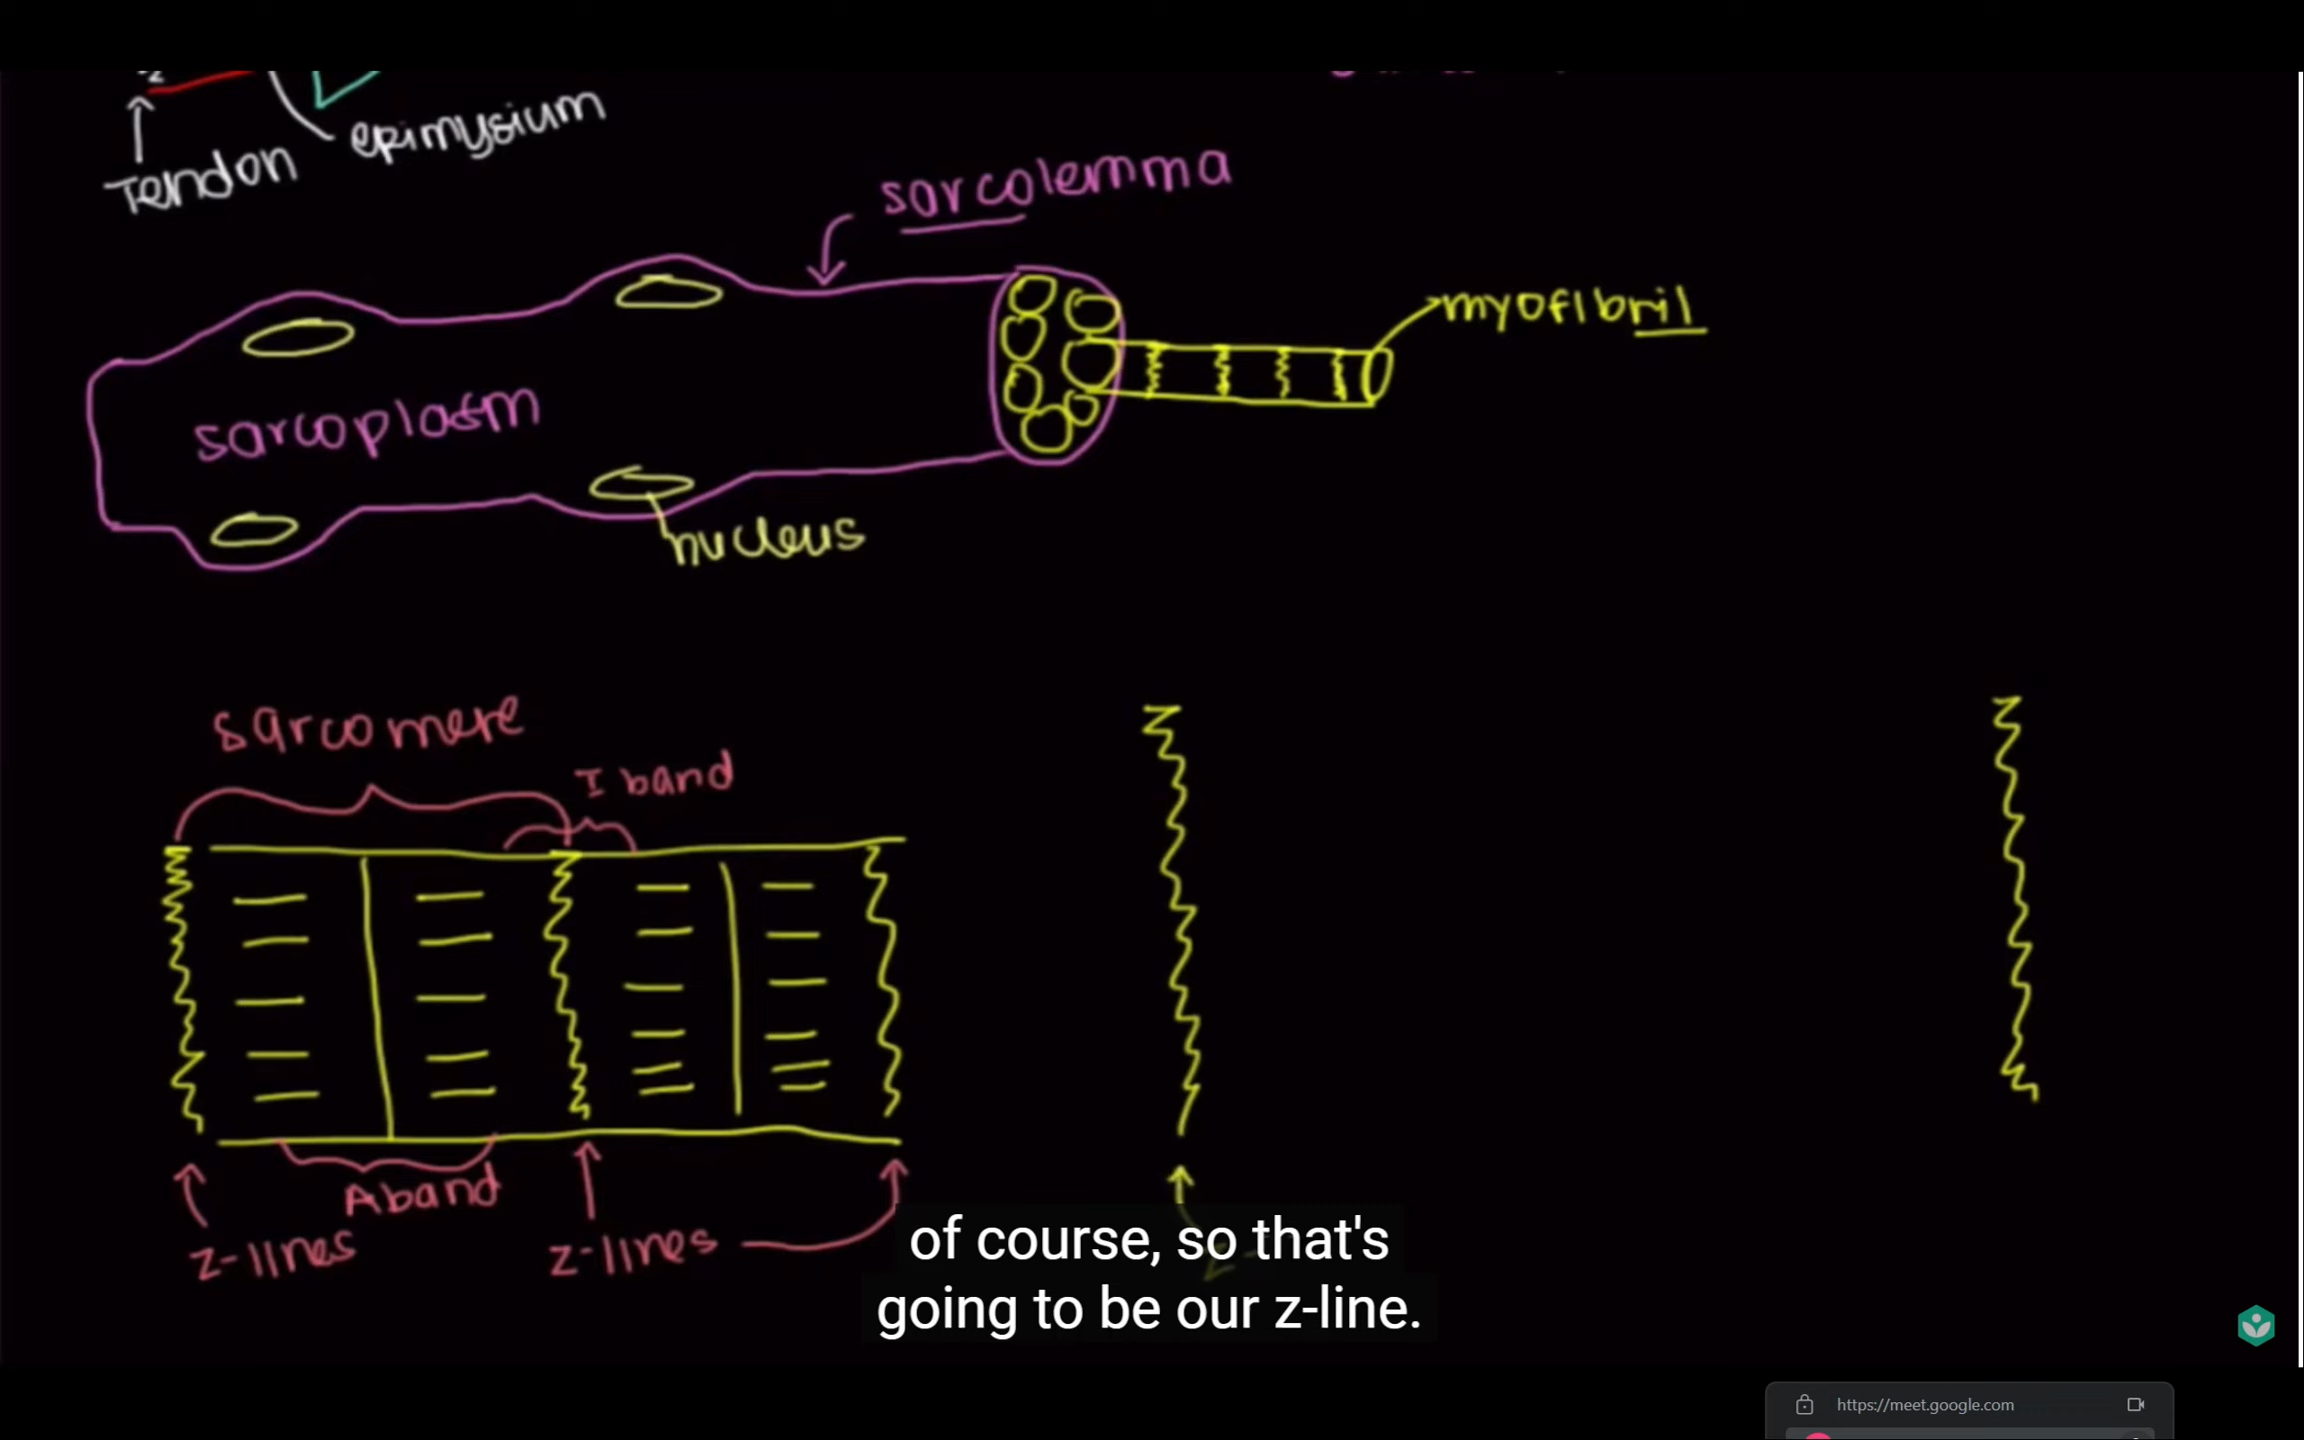 Tendon
epimysium
sarcolemma
myofibril
sarcoplasm
nucleus
sarcomere
I band
A band
z-lines
z-lines
of course, so that's
going to be our z-line.
https://meet.google.com